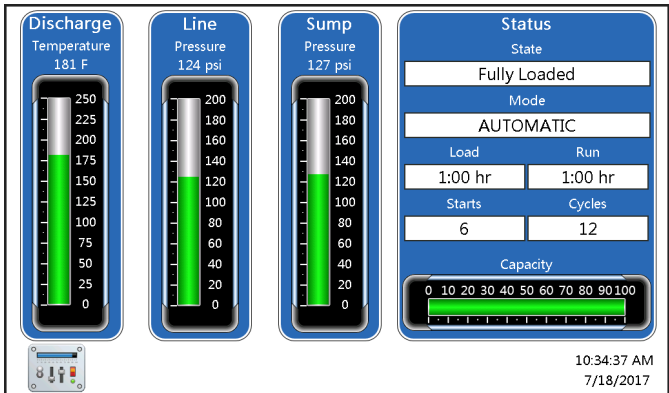 Discharge
Temperature
181 F
250
225
200
175
150
125
100
75
50
25
0
Line
Pressure
124 psi
200
180
160
140
120
100
80
60
40
20
0
Sump
Pressure
127 psi
200
180
160
140
120
100
80
60
40
20
0
Status
State
Fully Loaded
Mode
AUTOMATIC
Load Run
1:00 hr 1:00 hr
Starts Cycles
6 12
Capacity
0 10 20 30 40 50 60 70 80 90 100
10:34:37 AM
7/18/2017